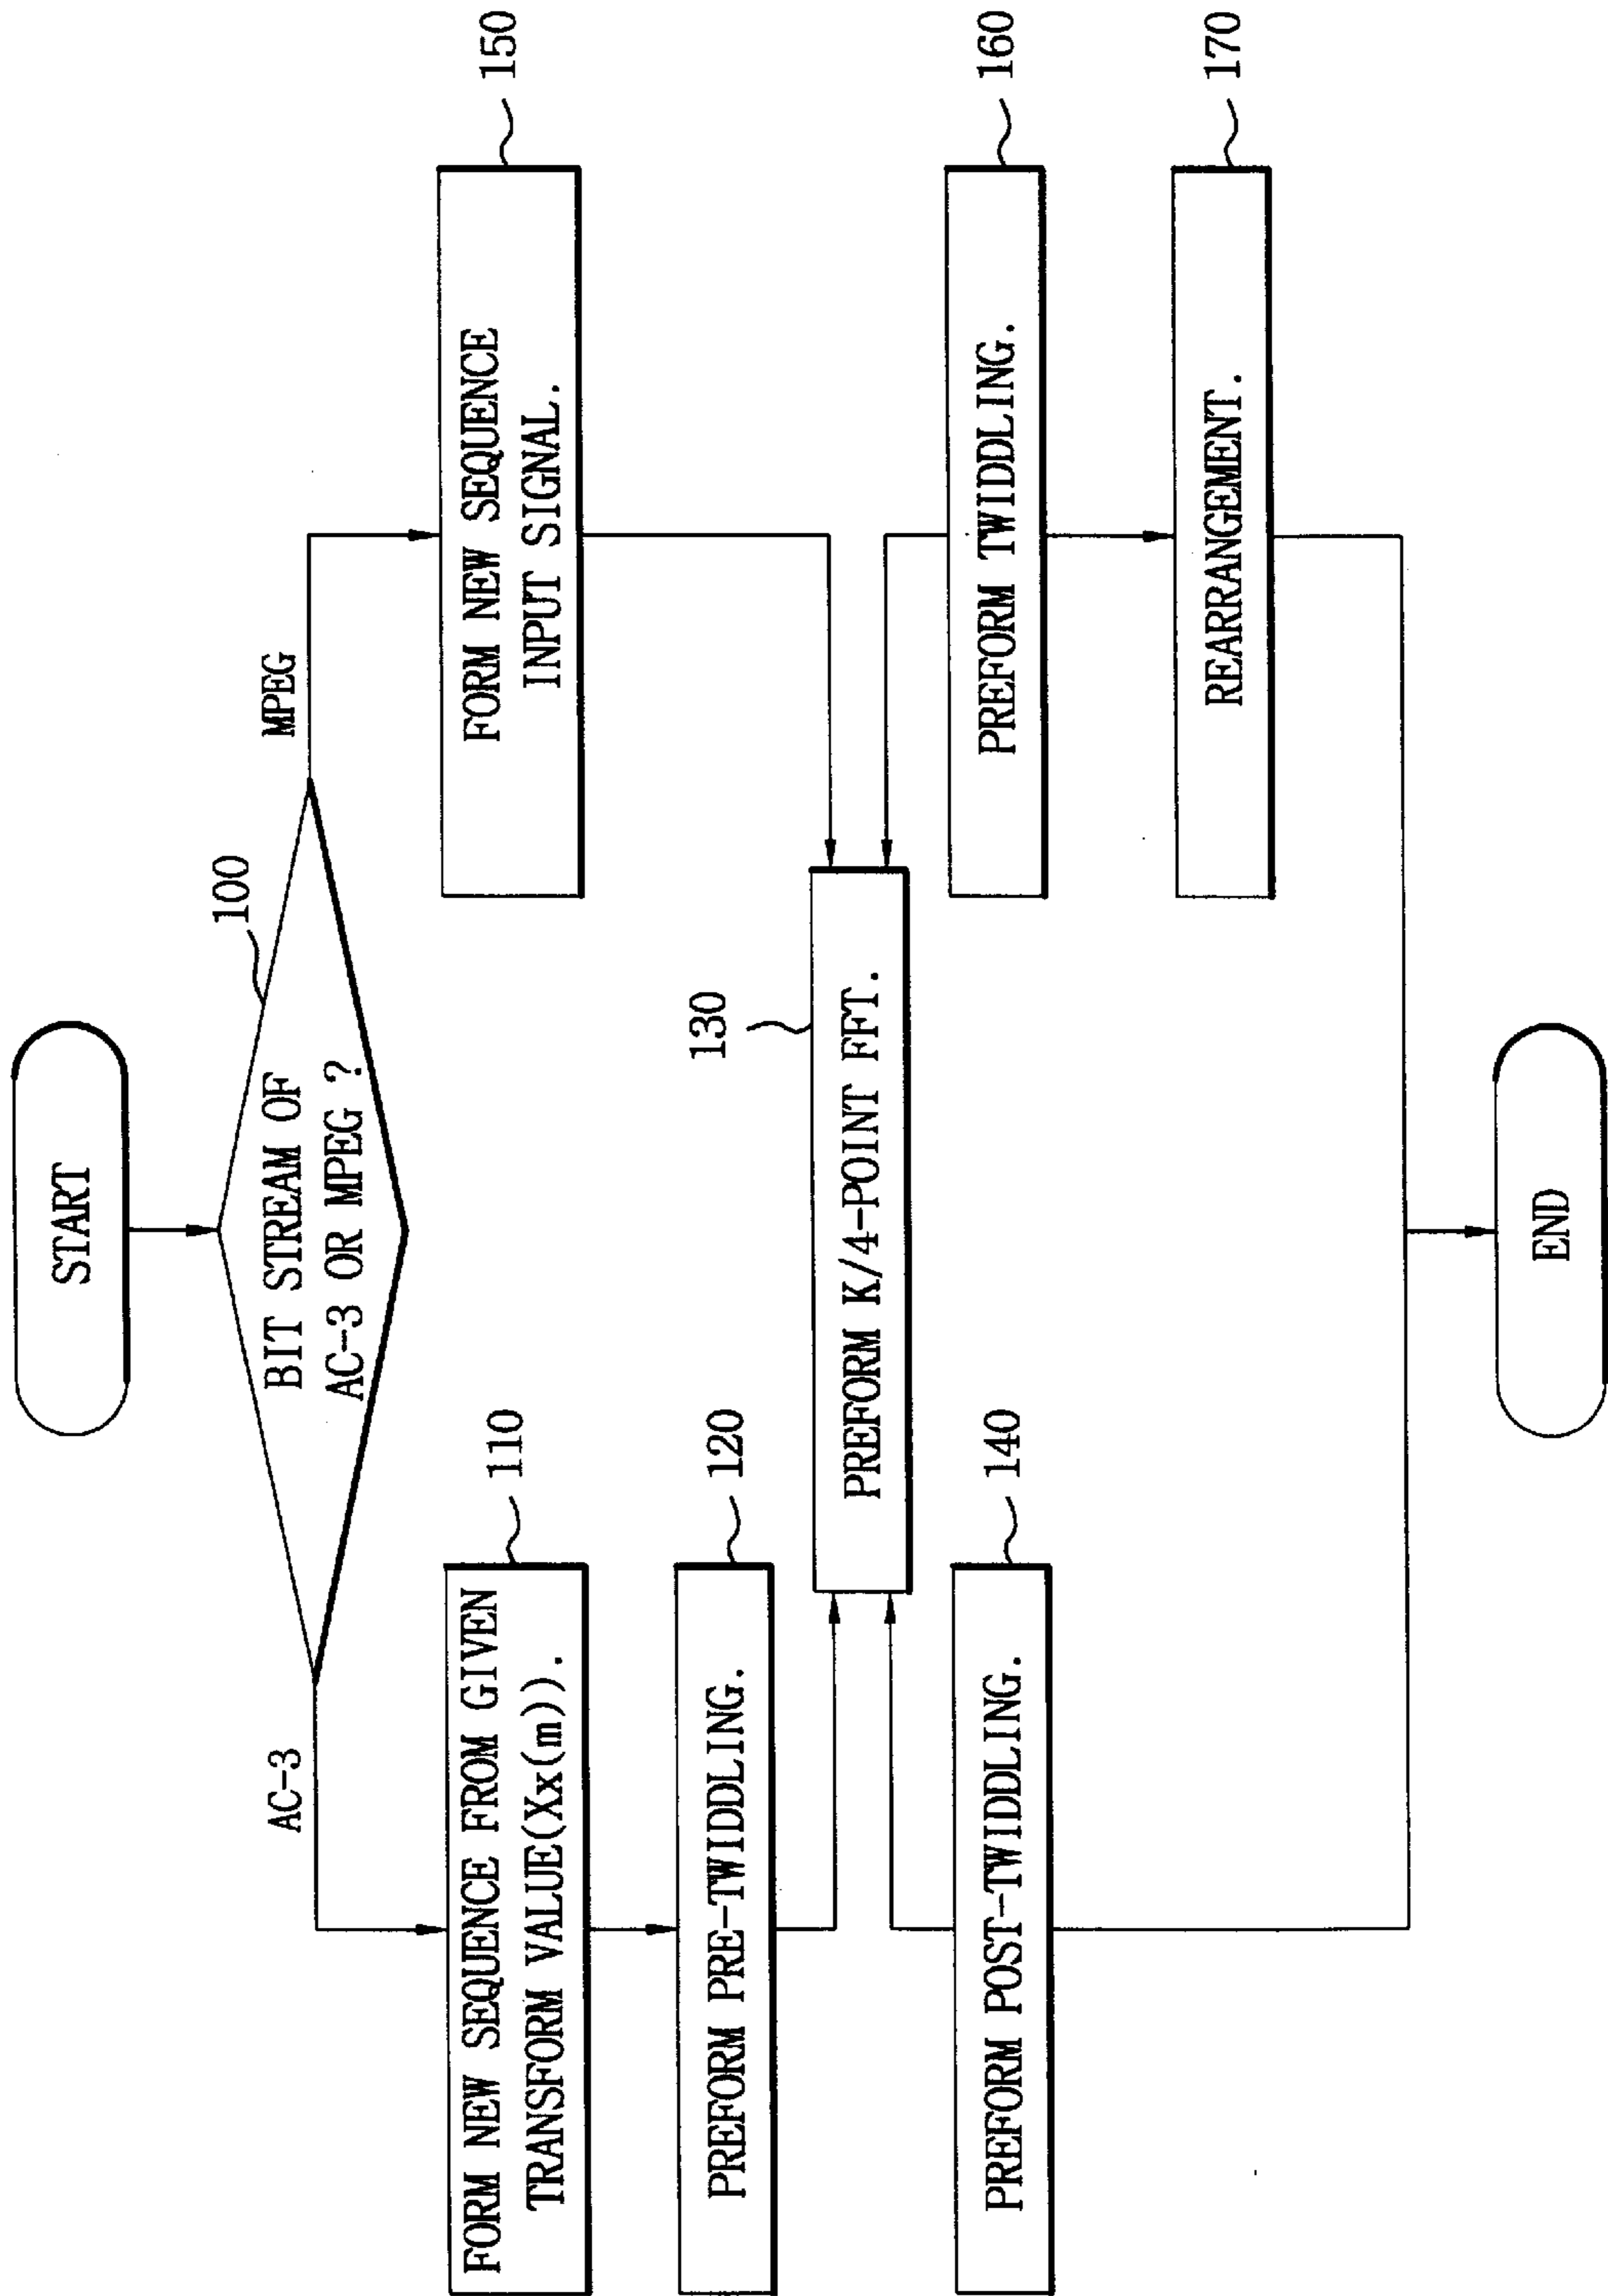 START
100
BIT STREAM OF
AC-3 OR MPEG ?
AC-3
MPEG
110
FORM NEW SEQUENCE FROM GIVEN
TRANSFORM VALUE(Xx(m)).
150
FORM NEW SEQUENCE
INPUT SIGNAL.
120
PREFORM PRE-TWIDDLING.
130
PREFORM K/4-POINT FFT.
140
PREFORM POST-TWIDDLING.
160
PREFORM TWIDDLING.
170
REARRANGEMENT.
END